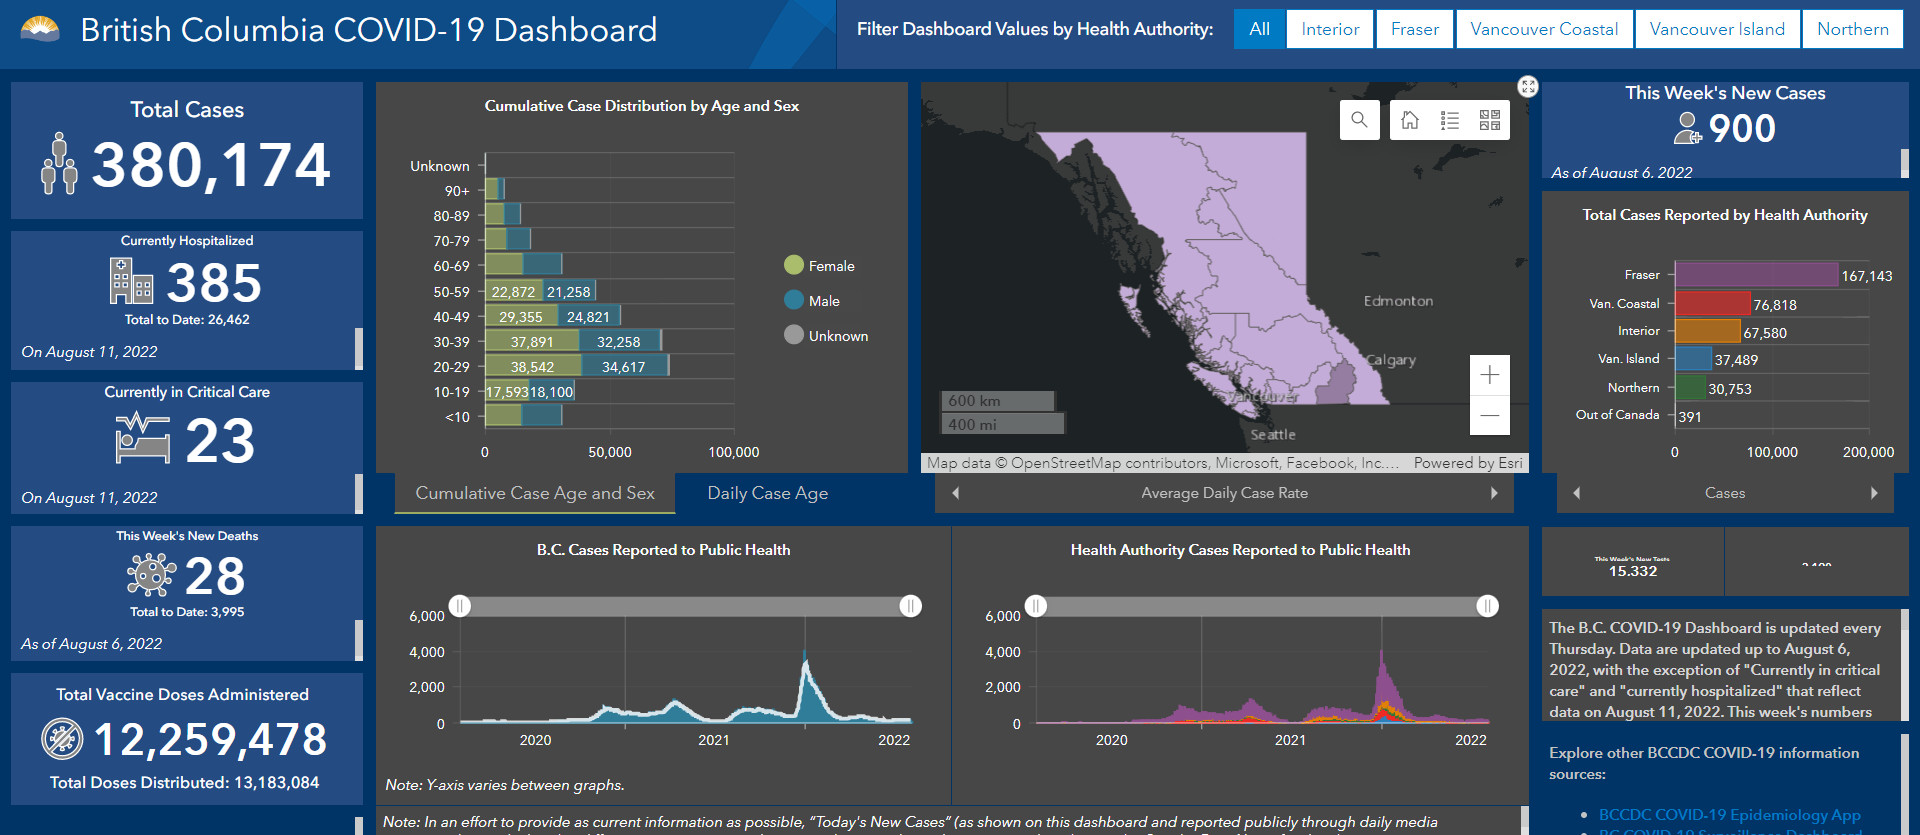 British Columbia COVID-19 Dashboard
Filter Dashboard Values by Health Authority:
All
Interior
Fraser
Vancouver Coastal
Vancouver Island
Northern
Total Cases
380,174
Currently Hospitalized
385
Total to Date: 26,462
On August 11, 2022
Currently in Critical Care
23
On August 11, 2022
This Week's New Deaths
28
Total to Date: 3,995
As of August 6, 2022
Total Vaccine Doses Administered
12,259,478
Total Doses Distributed: 13,183,084
Cumulative Case Distribution by Age and Sex
Unknown
90+
80-89
70-79
60-69
50-59
22,872
21,258
40-49
29,355
24,821
30-39
37,891
32,258
20-29
38,542
34,617
10-19
17,593
18,100
<10
0
50,000
100,000
Female
Male
Unknown
Cumulative Case Age and Sex
Daily Case Age
Edmonton
Calgary
Vancouver
Seattle
600 km
400 mi
Map data © OpenStreetMap contributors, Microsoft, Facebook, Inc....
Powered by Esri
Average Daily Case Rate
This Week's New Cases
900
As of August 6, 2022
Total Cases Reported by Health Authority
Fraser
167,143
Van. Coastal
76,818
Interior
67,580
Van. Island
37,489
Northern
30,753
Out of Canada
391
0
100,000
200,000
Cases
B.C. Cases Reported to Public Health
6,000
4,000
2,000
0
2020
2021
2022
Note: Y-axis varies between graphs.
Health Authority Cases Reported to Public Health
6,000
4,000
2,000
0
2020
2021
2022
Note: In an effort to provide as current information as possible, "Today's New Cases" (as shown on this dashboard and reported publicly through daily media
This Week's New Tests
15,332
The B.C. COVID-19 Dashboard is updated every
Thursday. Data are updated up to August 6,
2022, with the exception of "Currently in critical
care" and "currently hospitalized" that reflect
data on August 11, 2022. This week's numbers
Explore other BCCDC COVID-19 information
sources:
BCCDC COVID-19 Epidemiology App